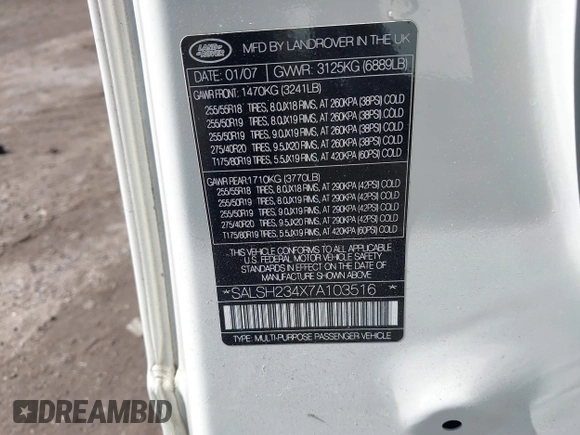 LAND ROVER
MFD BY LANDROVER IN THE UK
DATE: 01/07 GVWR: 3125KG (6889LB)
GAWR FRONT: 1470KG (3241LB)
255/55R18 TIRES, 8.0JX18 RIMS, AT 260KPA (38PSI) COLD
255/50R19 TIRES, 8.0JX19 RIMS, AT 260KPA (38PSI) COLD
255/50R19 TIRES, 9.0JX19 RIMS, AT 260KPA (38PSI) COLD
275/40R20 TIRES, 9.5JX20 RIMS, AT 260KPA (38PSI) COLD
T175/80R19 TIRES, 5.5JX19 RIMS, AT 420KPA (60PSI) COLD
GAWR REAR: 1710KG (3770LB)
255/55R18 TIRES, 8.0JX18 RIMS, AT 290KPA (42PSI) COLD
255/50R19 TIRES, 8.0JX19 RIMS, AT 290KPA (42PSI) COLD
255/50R19 TIRES, 9.0JX19 RIMS, AT 290KPA (42PSI) COLD
275/40R20 TIRES, 9.5JX20 RIMS, AT 290KPA (42PSI) COLD
T175/80R19 TIRES, 5.5JX19 RIMS, AT 420KPA (60PSI) COLD
THIS VEHICLE CONFORMS TO ALL APPLICABLE
U.S. FEDERAL MOTOR VEHICLE SAFETY
STANDARDS IN EFFECT ON THE DATE OF
MANUFACTURE SHOWN ABOVE
*SALSH234X7A103516*
TYPE: MULTI-PURPOSE PASSENGER VEHICLE
DREAMBID